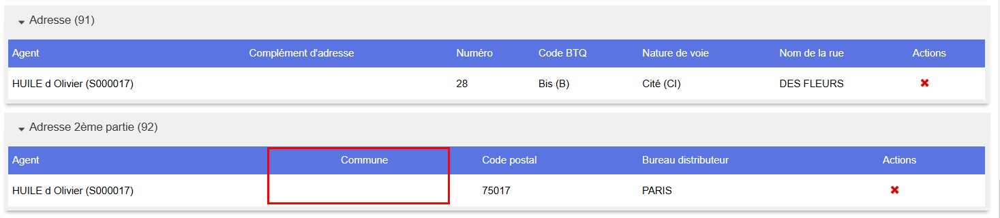 Adresse (91)
Agent Complément d'adresse Numéro Code BTQ Nature de voie Nom de la rue Actions
HUILE d Olivier (S000017) 28 Bis (B) Cité (CI) DES FLEURS
Adresse 2ème partie (92)
Agent Commune Code postal Bureau distributeur Actions
HUILE d Olivier (S000017) 75017 PARIS